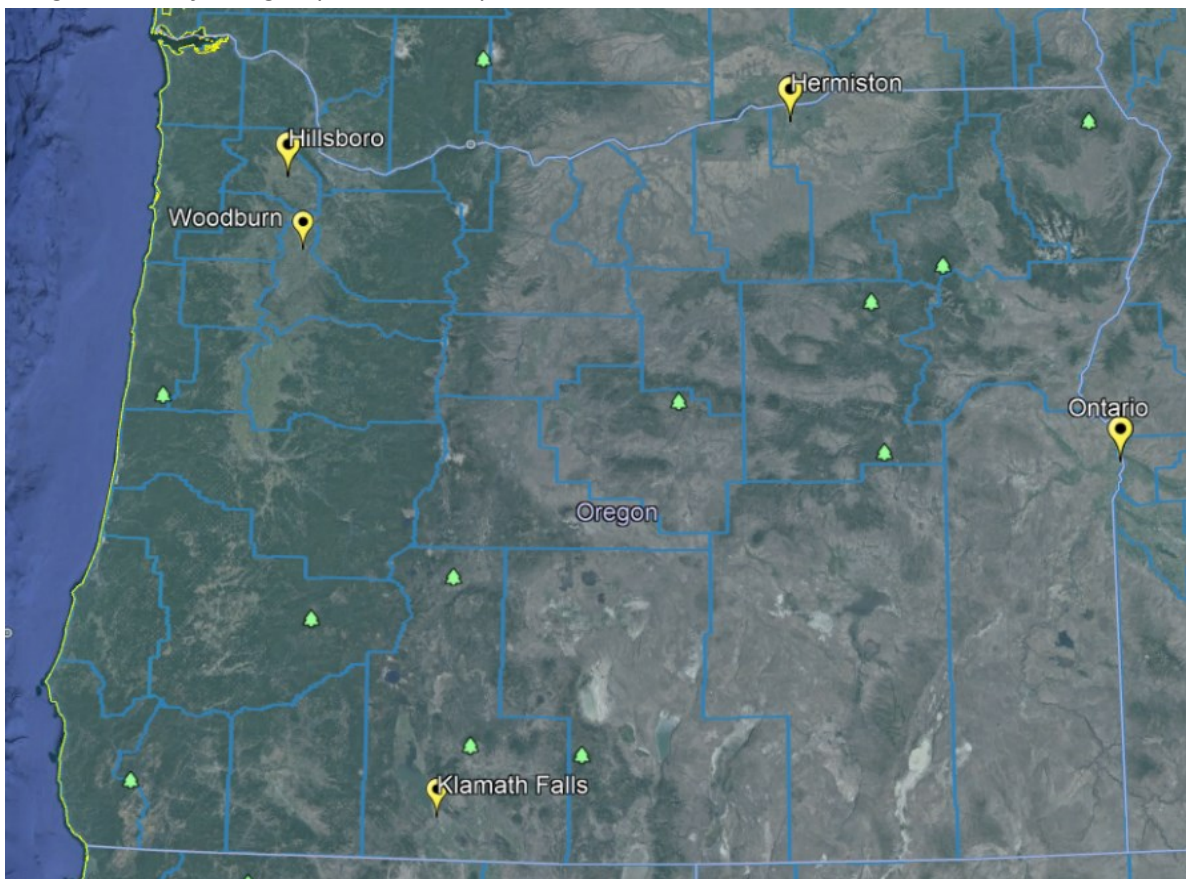 Hermiston
Hillsboro
Woodburn
Ontario
Oregon
Klamath Falls